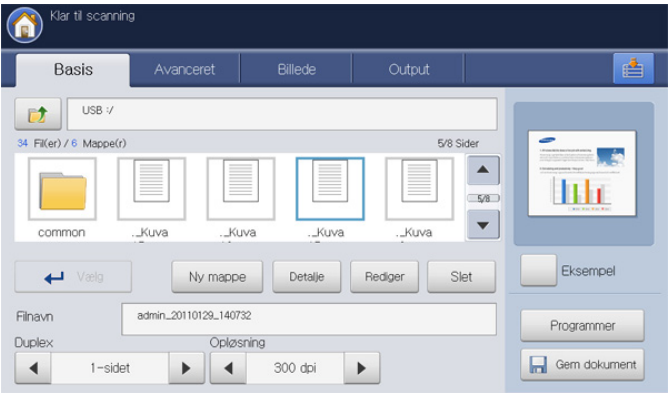 Klar til scanning
Basis
Avanceret
Billede
Output
USB :/
34 Fil(er) / 6 Mappe(r)
5/8 Sider
5/8
common
._Kuva
._Kuva
._Kuva
._Kuva
Vælg
Ny mappe
Detalje
Rediger
Slet
Eksempel
Filnavn
admin_20110129_140732
Programmer
Duplex
Opløsning
1-sidet
300 dpi
Gem dokument